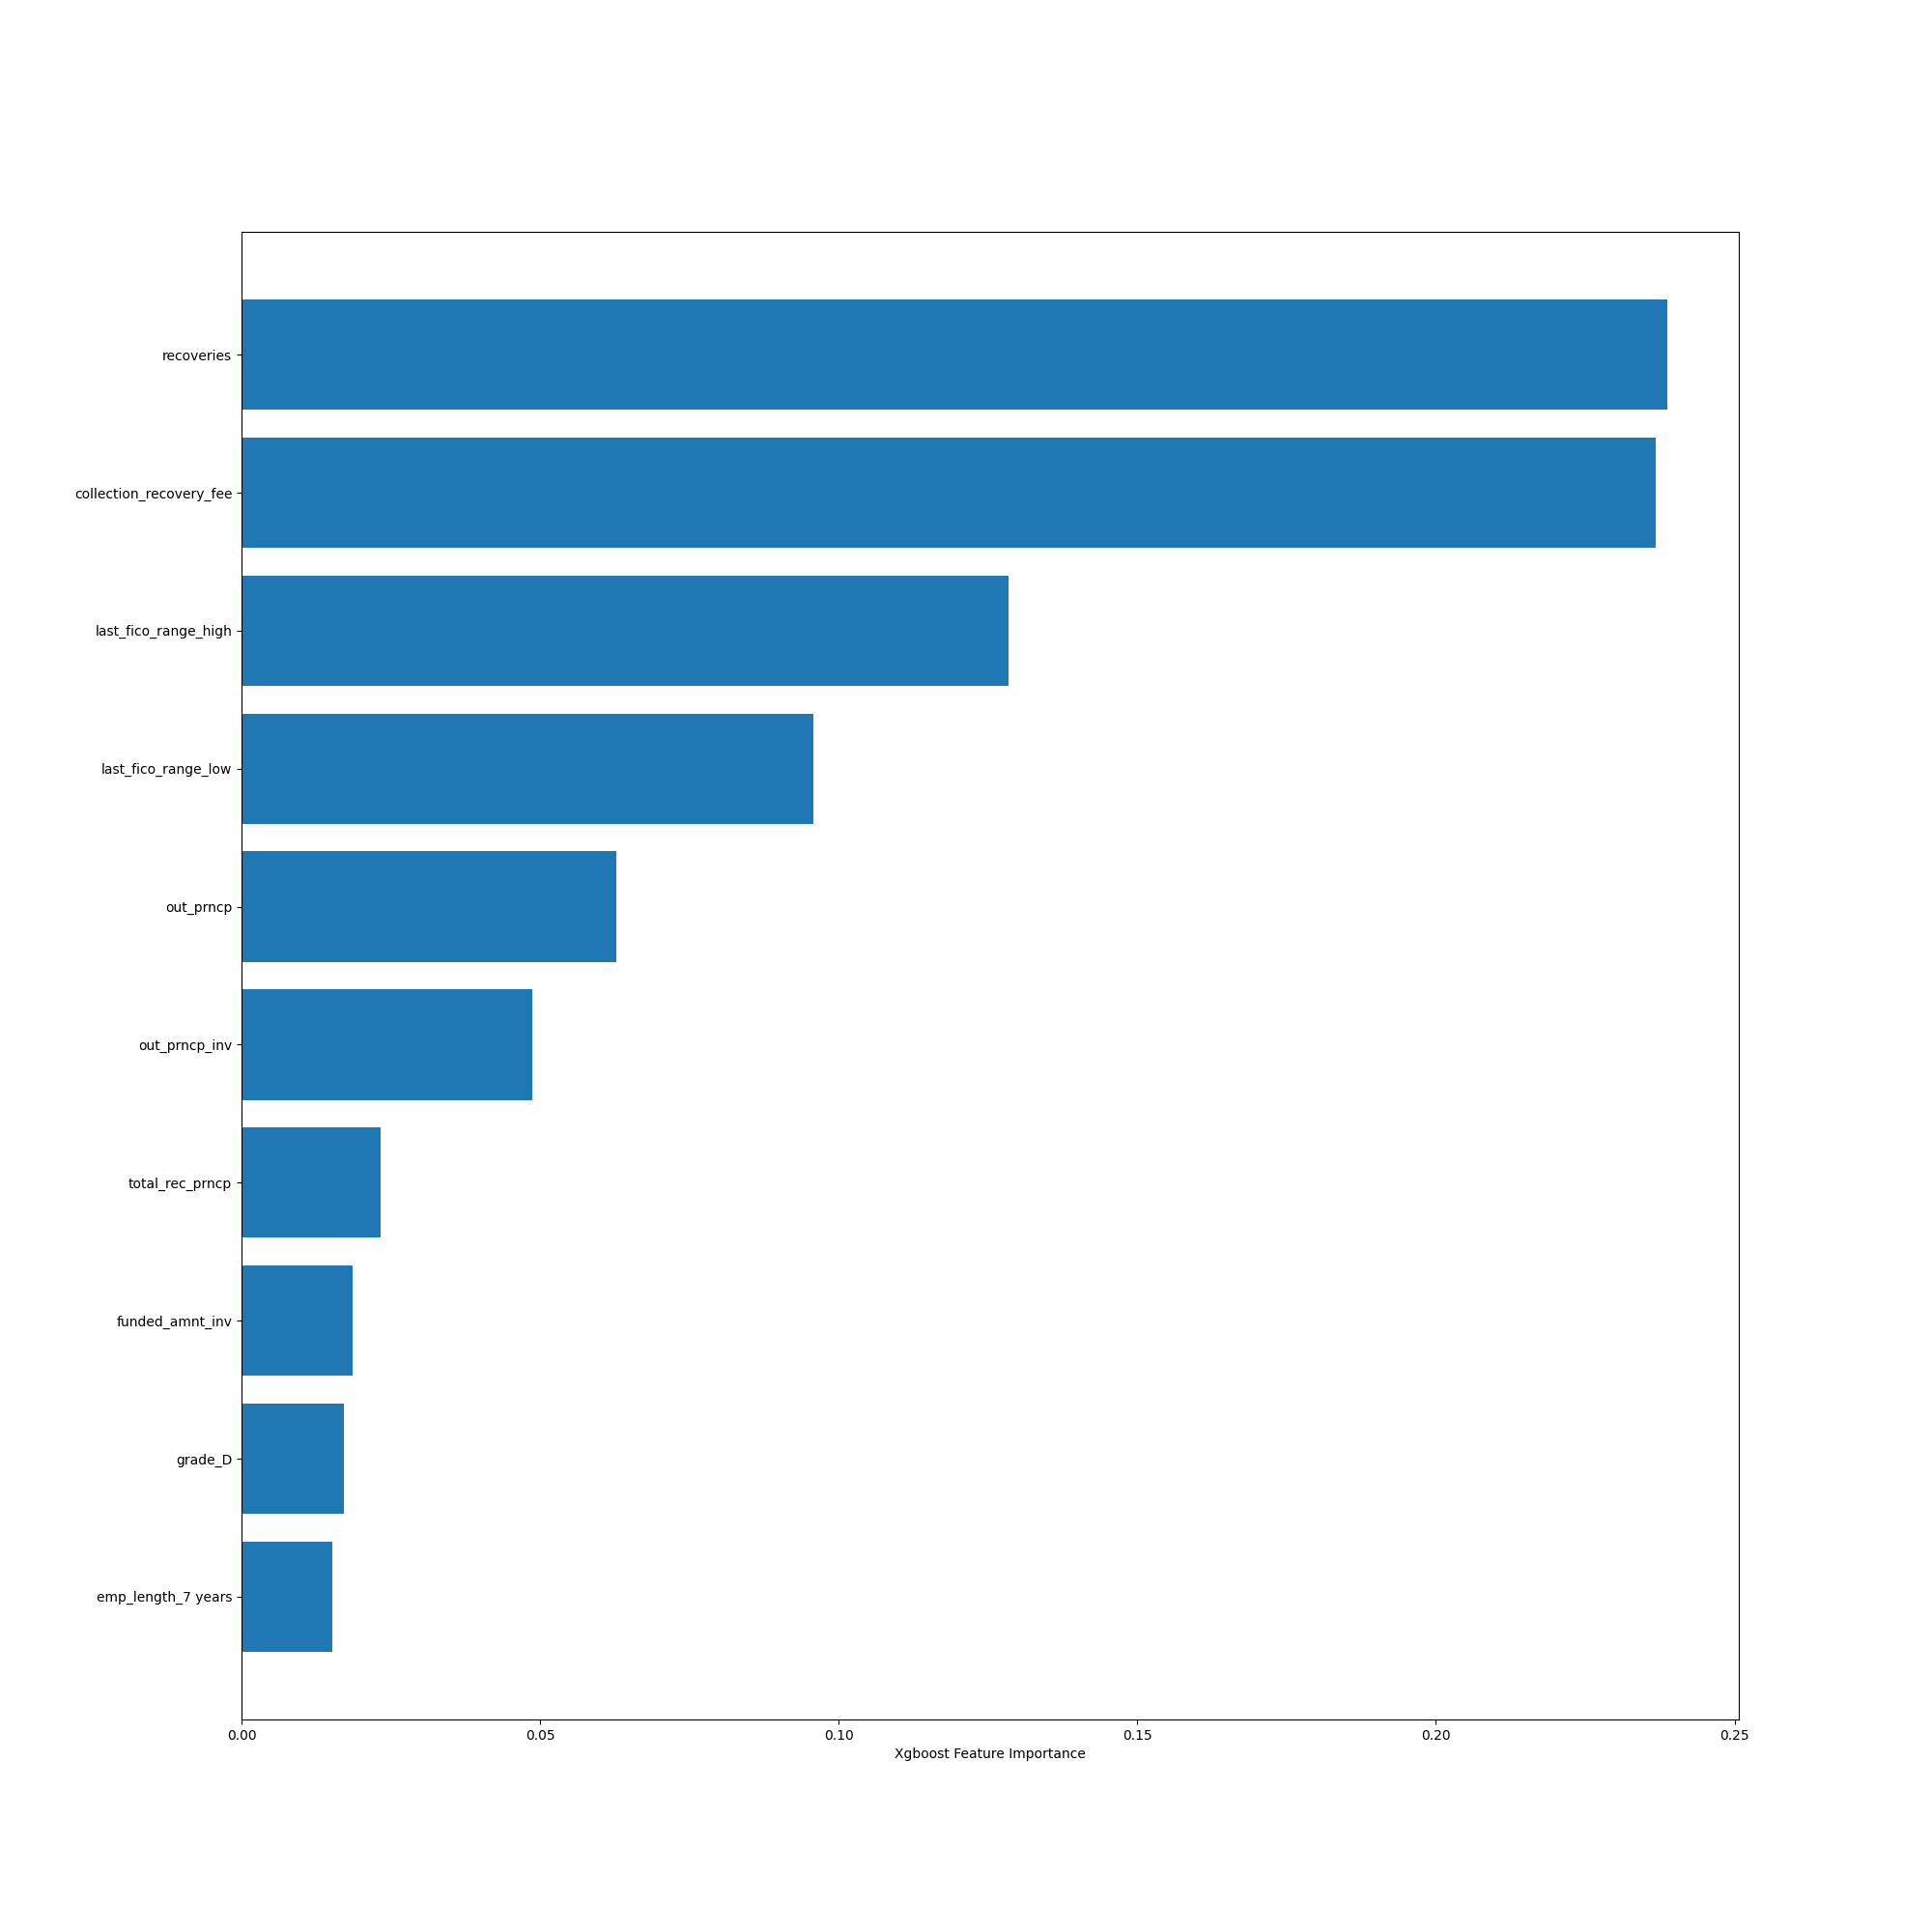 recoveries
collection_recovery_fee
last_fico_range_high
last_fico_range_low
out_prncp
out_prncp_inv
total_rec_prncp
funded_amnt_inv
grade_D
emp_length_7 years
0.00 0.05 0.10 0.15 0.20 0.25
Xgboost Feature Importance